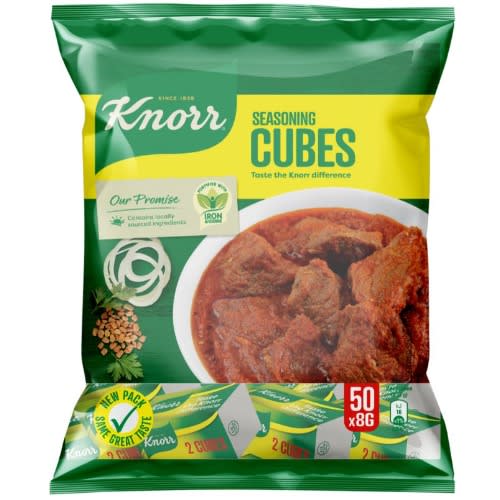 SINCE 1838
Knorr
SEASONING
CUBES
Taste the Knorr difference
Our Promise
Contains locally
sourced ingredients
FORTIFIED WITH
IRON
NEW PACK
SAME GREAT TASTE
50
x8G
Knorr
2 CUBES
2 CUBES
2 CUBES